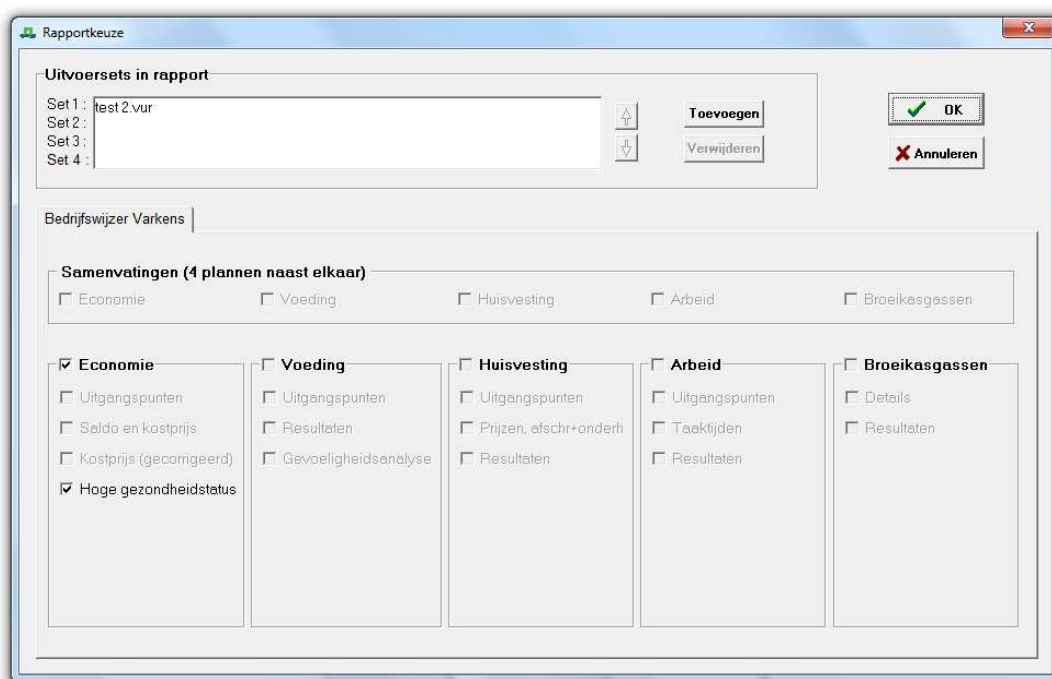 Rapportkeuze
Uitvoersets in rapport
Set 1 : test 2.vur
Set 2 :
Set 3 :
Set 4 :
Toevoegen
Verwijderen
OK
Annuleren
Bedrijfswijzer Varkens
Samenvatingen (4 plannen naast elkaar)
Economie Voeding Huisvesting Arbeid Broeikasgassen
Economie
Uitgangspunten
Saldo en kostprijs
Kostprijs (gecorrigeerd)
Hoge gezondheidstatus
Voeding
Uitgangspunten
Resultaten
Gevoeligheidsanalyse
Huisvesting
Uitgangspunten
Prijzen, afschr+onderh
Resultaten
Arbeid
Uitgangspunten
Taaktijden
Resultaten
Broeikasgassen
Details
Resultaten